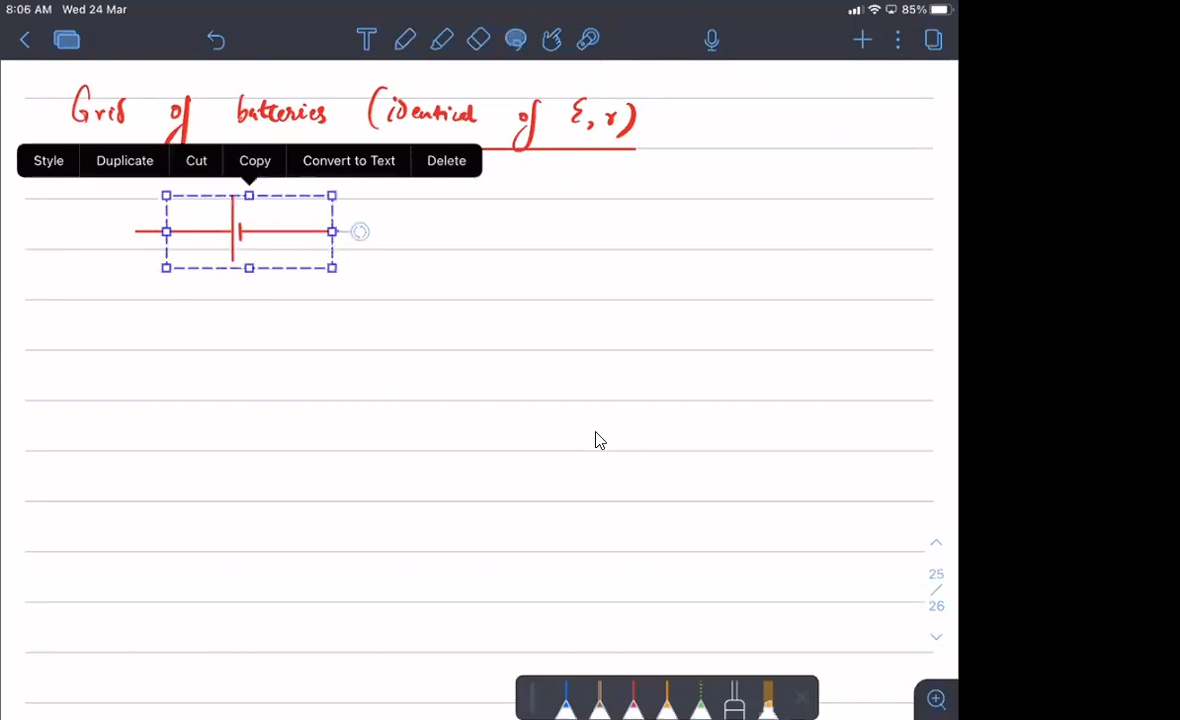 8:06 AM Wed 24 Mar
85%
Grid of batteries (identical of ξ, r)
Style Duplicate Cut Copy Convert to Text Delete
25
/
26